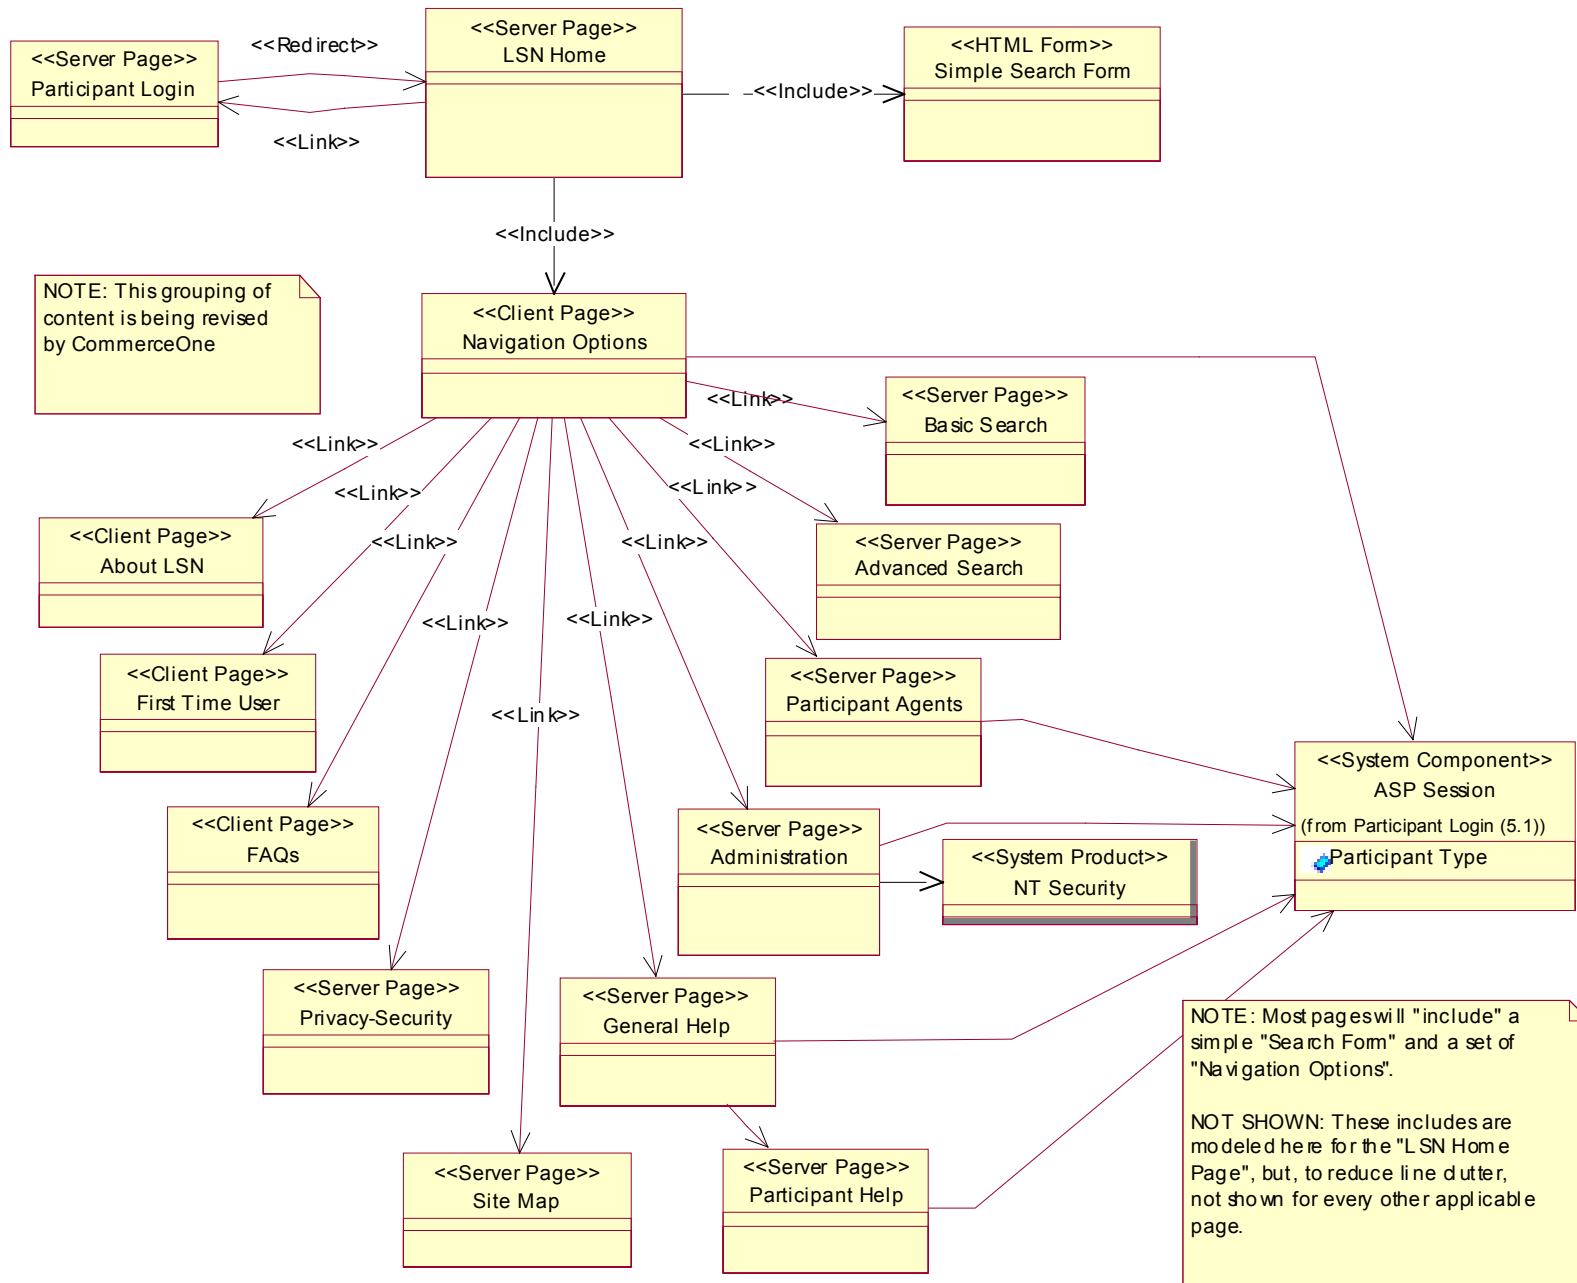 <<Redirect>>
<<Server Page>>
LSN Home
<<Server Page>>
Participant Login
<<HTML Form>>
Simple Search Form
<<Include>>
<<Link>>
<<Include>>
NOTE: This grouping of
content is being revised
by CommerceOne
<<Client Page>>
Navigation Options
<<Link>>
<<Server Page>>
Basic Search
<<Link>>
<<Link>>
<<Link>>
<<Link>>
<<Client Page>>
About LSN
<<Link>>
<<Link>>
<<Server Page>>
Advanced Search
<<Link>>
<<Link>>
<<Client Page>>
First Time User
<<Server Page>>
Participant Agents
<<Link>>
<<System Component>>
ASP Session
(from Participant Login (5.1))
Participant Type
<<Client Page>>
FAQs
<<Server Page>>
Administration
<<System Product>>
NT Security
<<Server Page>>
Privacy-Security
<<Server Page>>
General Help
<<Server Page>>
Site Map
<<Server Page>>
Participant Help
NOTE: Most pages will "include" a
simple "Search Form" and a set of
"Navigation Options".
NOT SHOWN: These includes are
modeled here for the "LSN Home
Page", but, to reduce line clutter,
not shown for every other applicable
page.